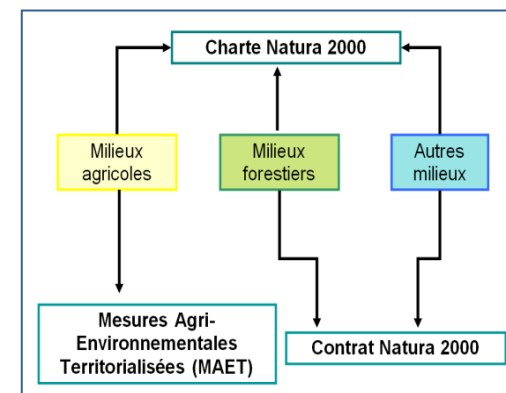 Charte Natura 2000
Milieux
agricoles
Milieux
forestiers
Autres
milieux
Mesures Agri-
Environnementales
Territorialisées (MAET)
Contrat Natura 2000